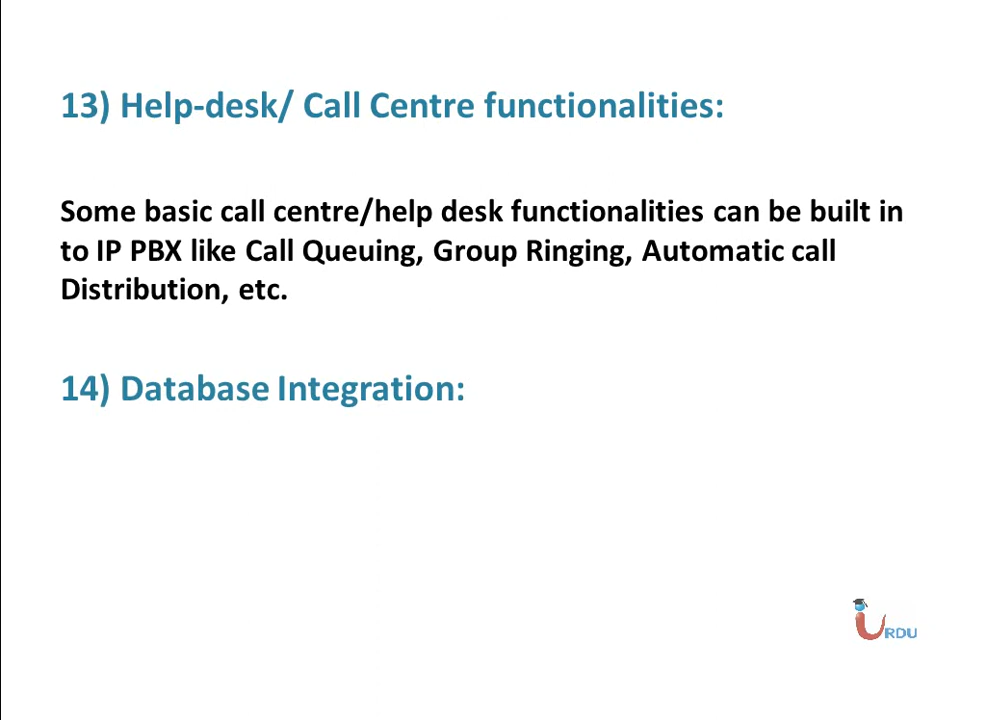 13) Help-desk/ Call Centre functionalities:
Some basic call centre/help desk functionalities can be built in
to IP PBX like Call Queuing, Group Ringing, Automatic call
Distribution, etc.
14) Database Integration:
URDU